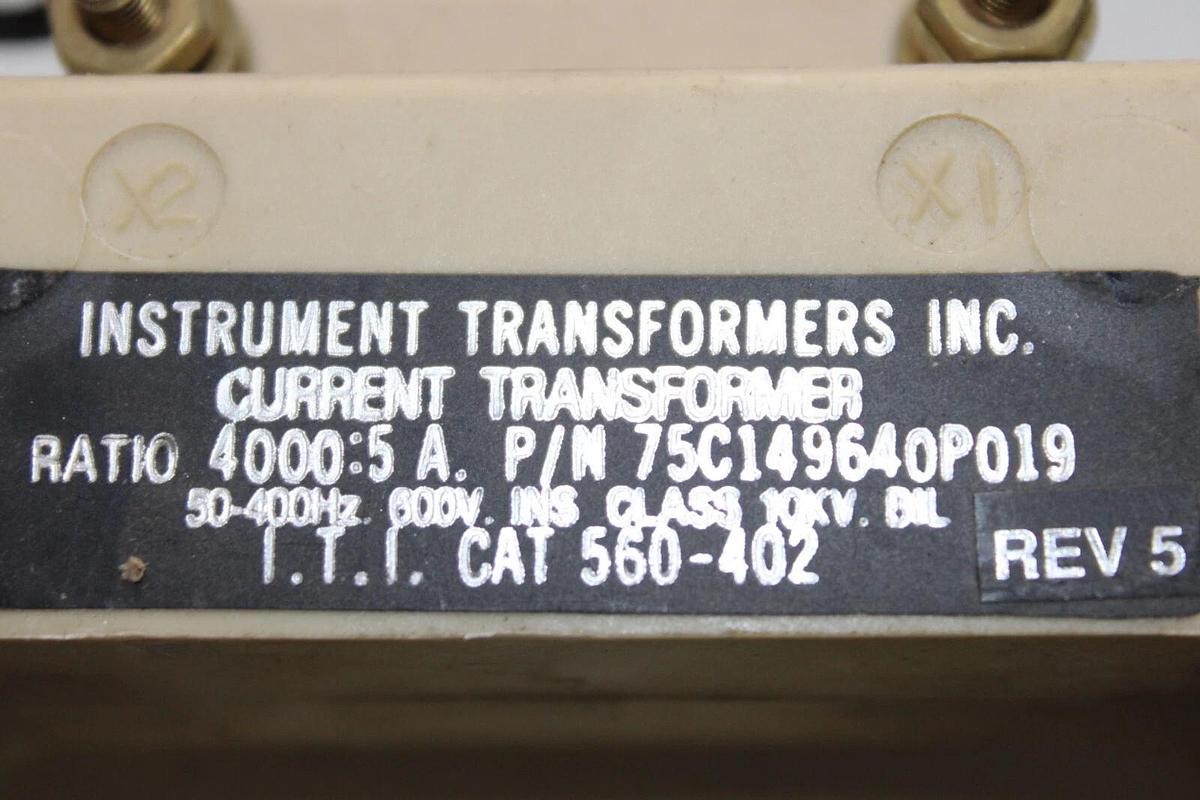 X2 X1
INSTRUMENT TRANSFORMERS INC.
CURRENT TRANSFORMER
RATIO 4000:5 A. P/N 75C149640P019
50-400Hz. 600V. INS CLASS 10KV. BIL
I.T.I. CAT 560-402
REV 5